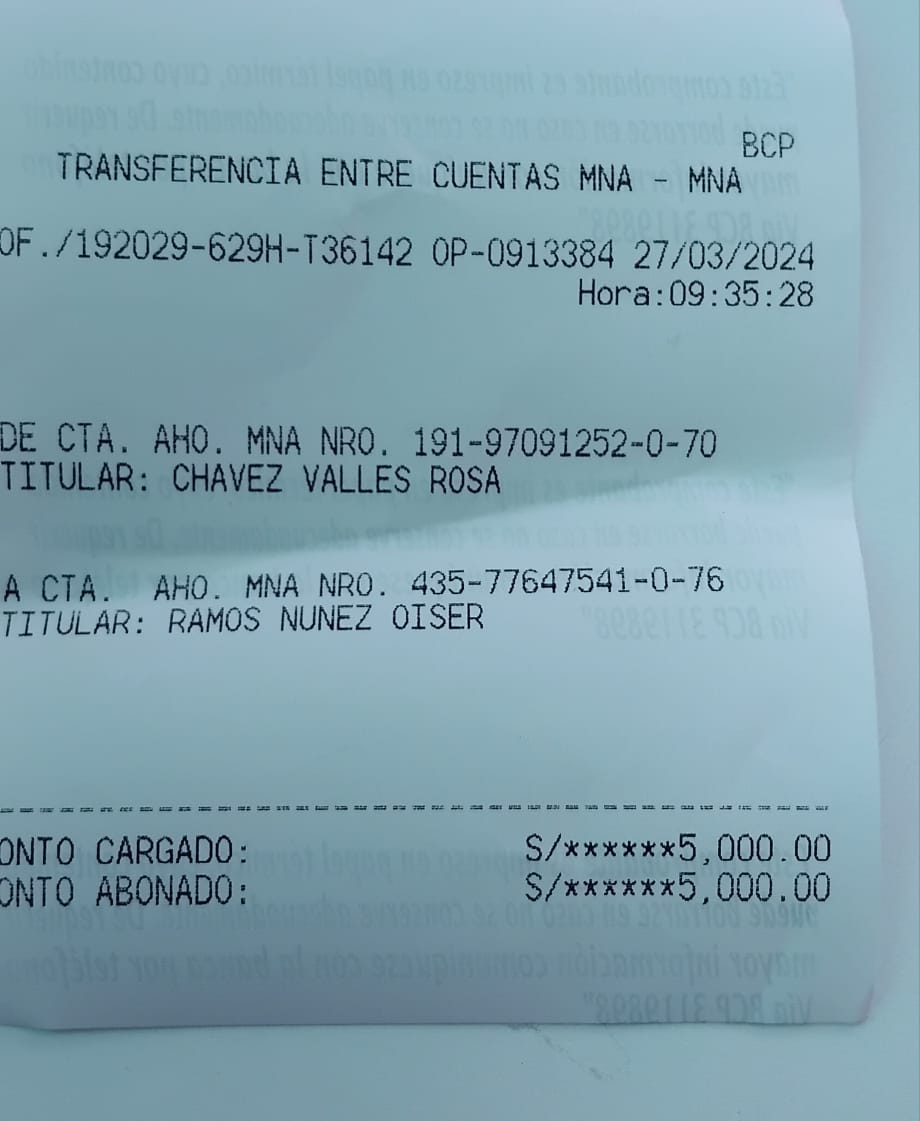 BCP
TRANSFERENCIA ENTRE CUENTAS MNA - MNA
OF./192029-629H-T36142 OP-0913384 27/03/2024
Hora:09:35:28
DE CTA. AHO. MNA NRO. 191-97091252-0-70
TITULAR: CHAVEZ VALLES ROSA
A CTA. AHO. MNA NRO. 435-77647541-0-76
TITULAR: RAMOS NUNEZ OISER
ONTO CARGADO: S/******5,000.00
ONTO ABONADO: S/******5,000.00